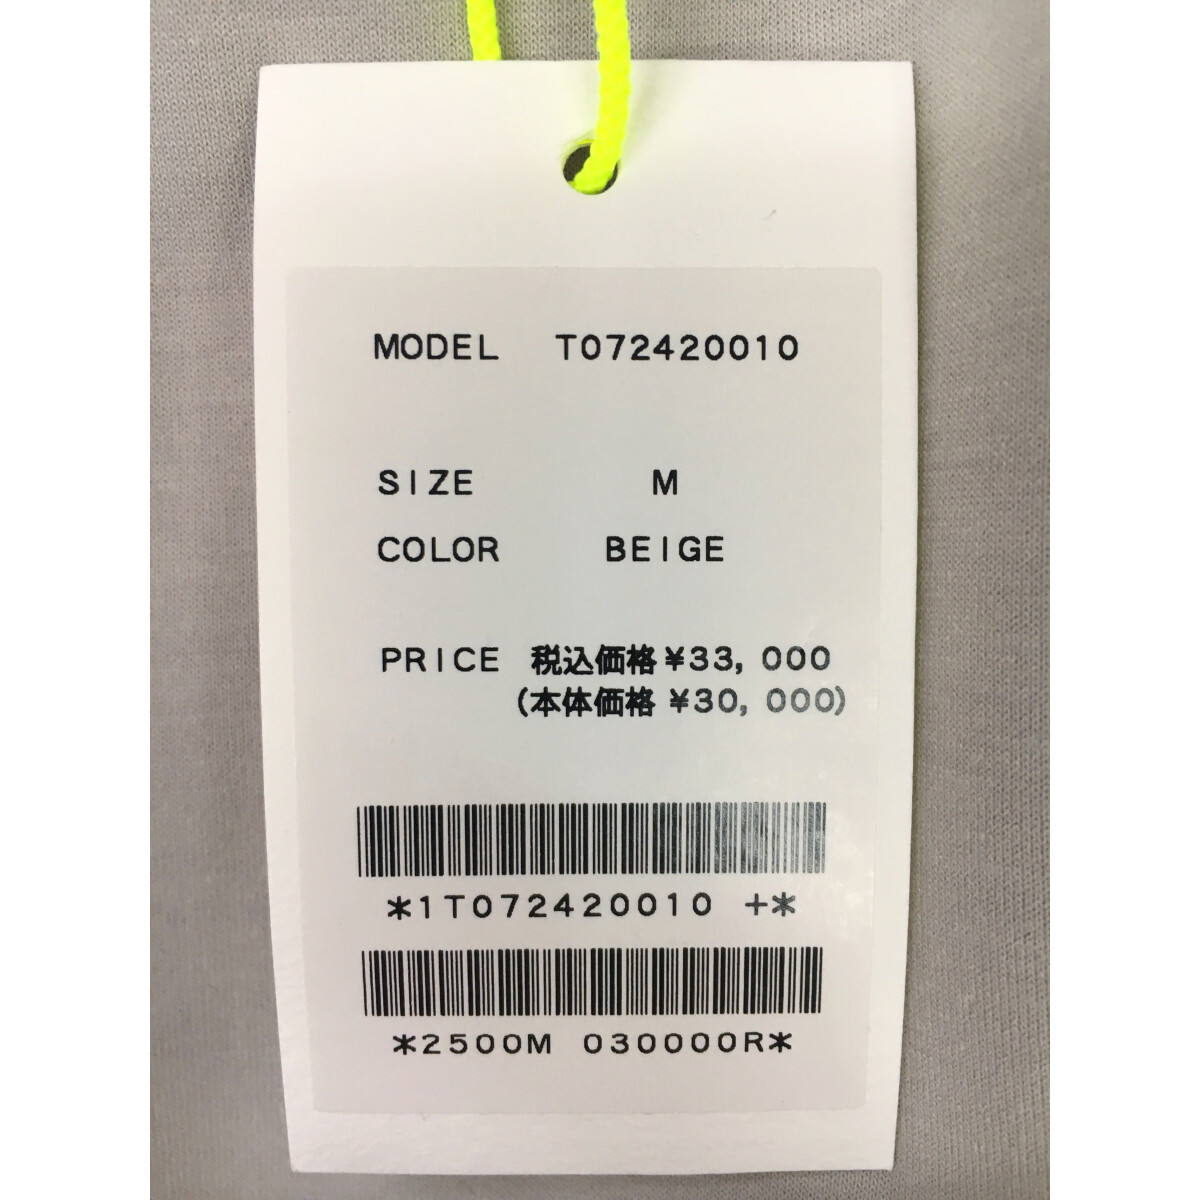 MODEL T072420010
SIZE M
COLOR BEIGE
PRICE 税込価格 ¥33, 000
(本体価格 ¥30, 000)
*1T072420010 +*
*2500M 030000R*